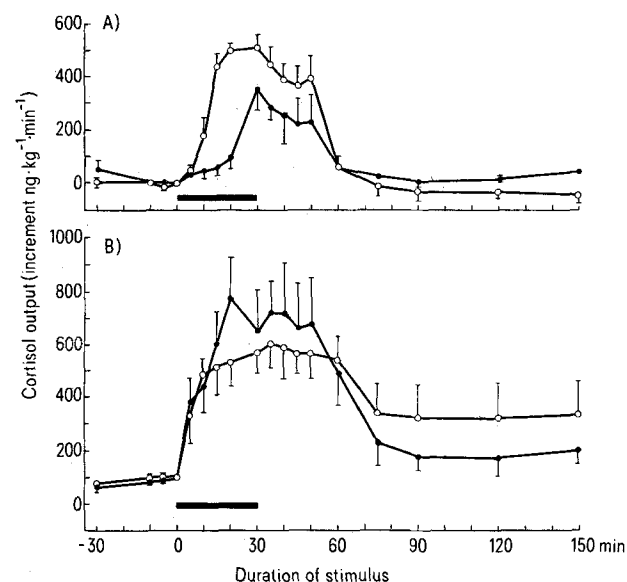 A)
600
400
200
0
B)
1000
800
600
400
200
0
Cortisol output (increment ng·kg⁻¹·min⁻¹)
-30 0 30 60 90 120 150 min
Duration of stimulus